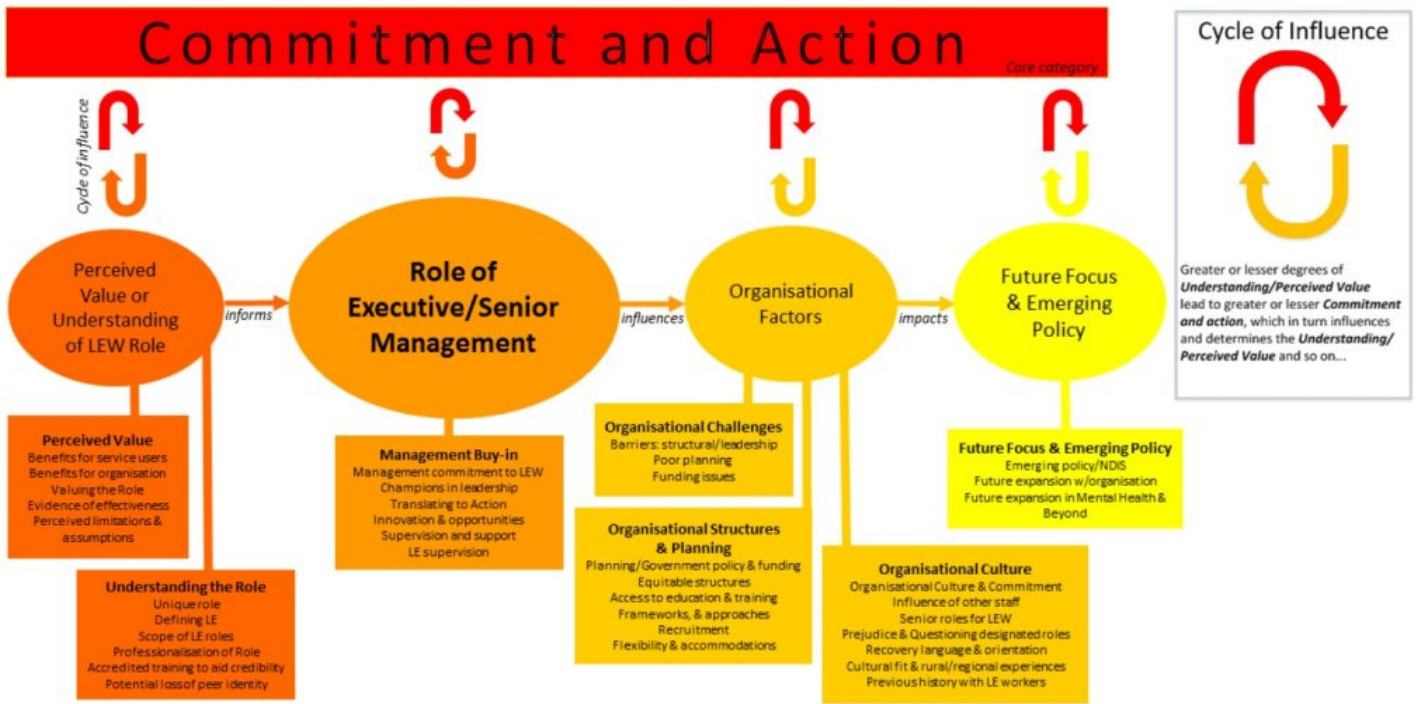 Commitment and Action
Core category
Cycle of influence
Perceived
Value or
Understanding
of LEW Role
informs
Role of
Executive/Senior
Management
influences
Organisational
Factors
impacts
Future Focus
& Emerging
Policy
Perceived Value
Benefits for service users
Benefits for organisation
Valuing the Role
Evidence of effectiveness
Perceived limitations &
assumptions
Understanding the Role
Unique role
Defining LE
Scope of LE roles
Professionalisation of Role
Accredited training to aid credibility
Potential loss of peer identity
Management Buy-in
Management commitment to LEW
Champions in leadership
Translating to Action
Innovation & opportunities
Supervision and support
LE supervision
Organisational Challenges
Barriers: structural/leadership
Poor planning
Funding issues
Organisational Structures
& Planning
Planning/Government policy & funding
Equitable structures
Access to education & training
Frameworks, & approaches
Recruitment
Flexibility & accommodations
Organisational Culture
Organisational Culture & Commitment
Influence of other staff
Senior roles for LEW
Prejudice & Questioning designated roles
Recovery language & orientation
Cultural fit & rural/regional experiences
Previous history with LE workers
Future Focus & Emerging Policy
Emerging policy/NDIS
Future expansion w/organisation
Future expansion in Mental Health &
Beyond
Cycle of Influence
Greater or lesser degrees of
Understanding/Perceived Value
lead to greater or lesser Commitment
and action, which in turn influences
and determines the Understanding/
Perceived Value and so on...